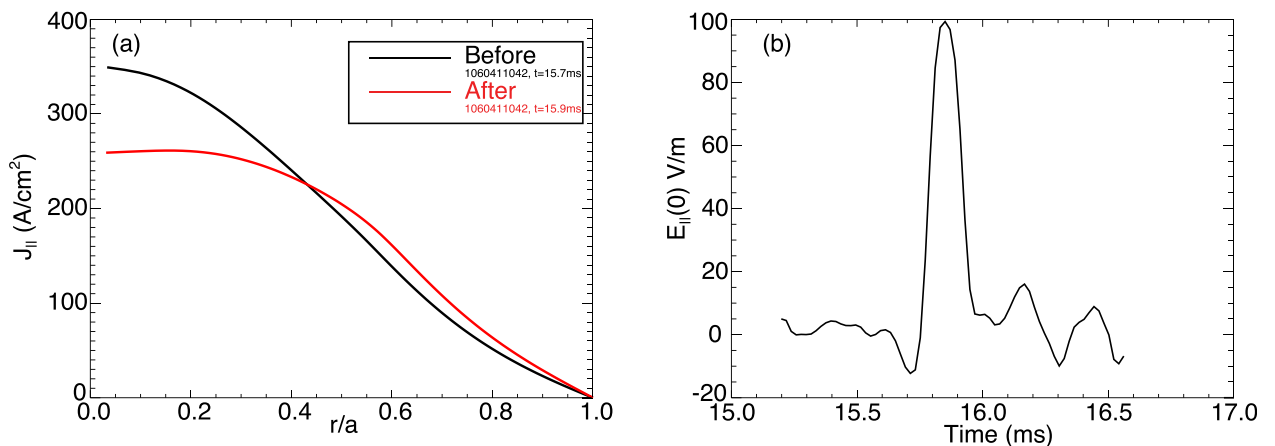 (a)
Before
1060411042, t=15.7ms
After
1060411042, t=15.9ms
400
300
200
100
0
J|| (A/cm²)
0.0 0.2 0.4 0.6 0.8 1.0
r/a
(b)
100
80
60
40
20
0
-20
E||(0) V/m
15.0 15.5 16.0 16.5 17.0
Time (ms)